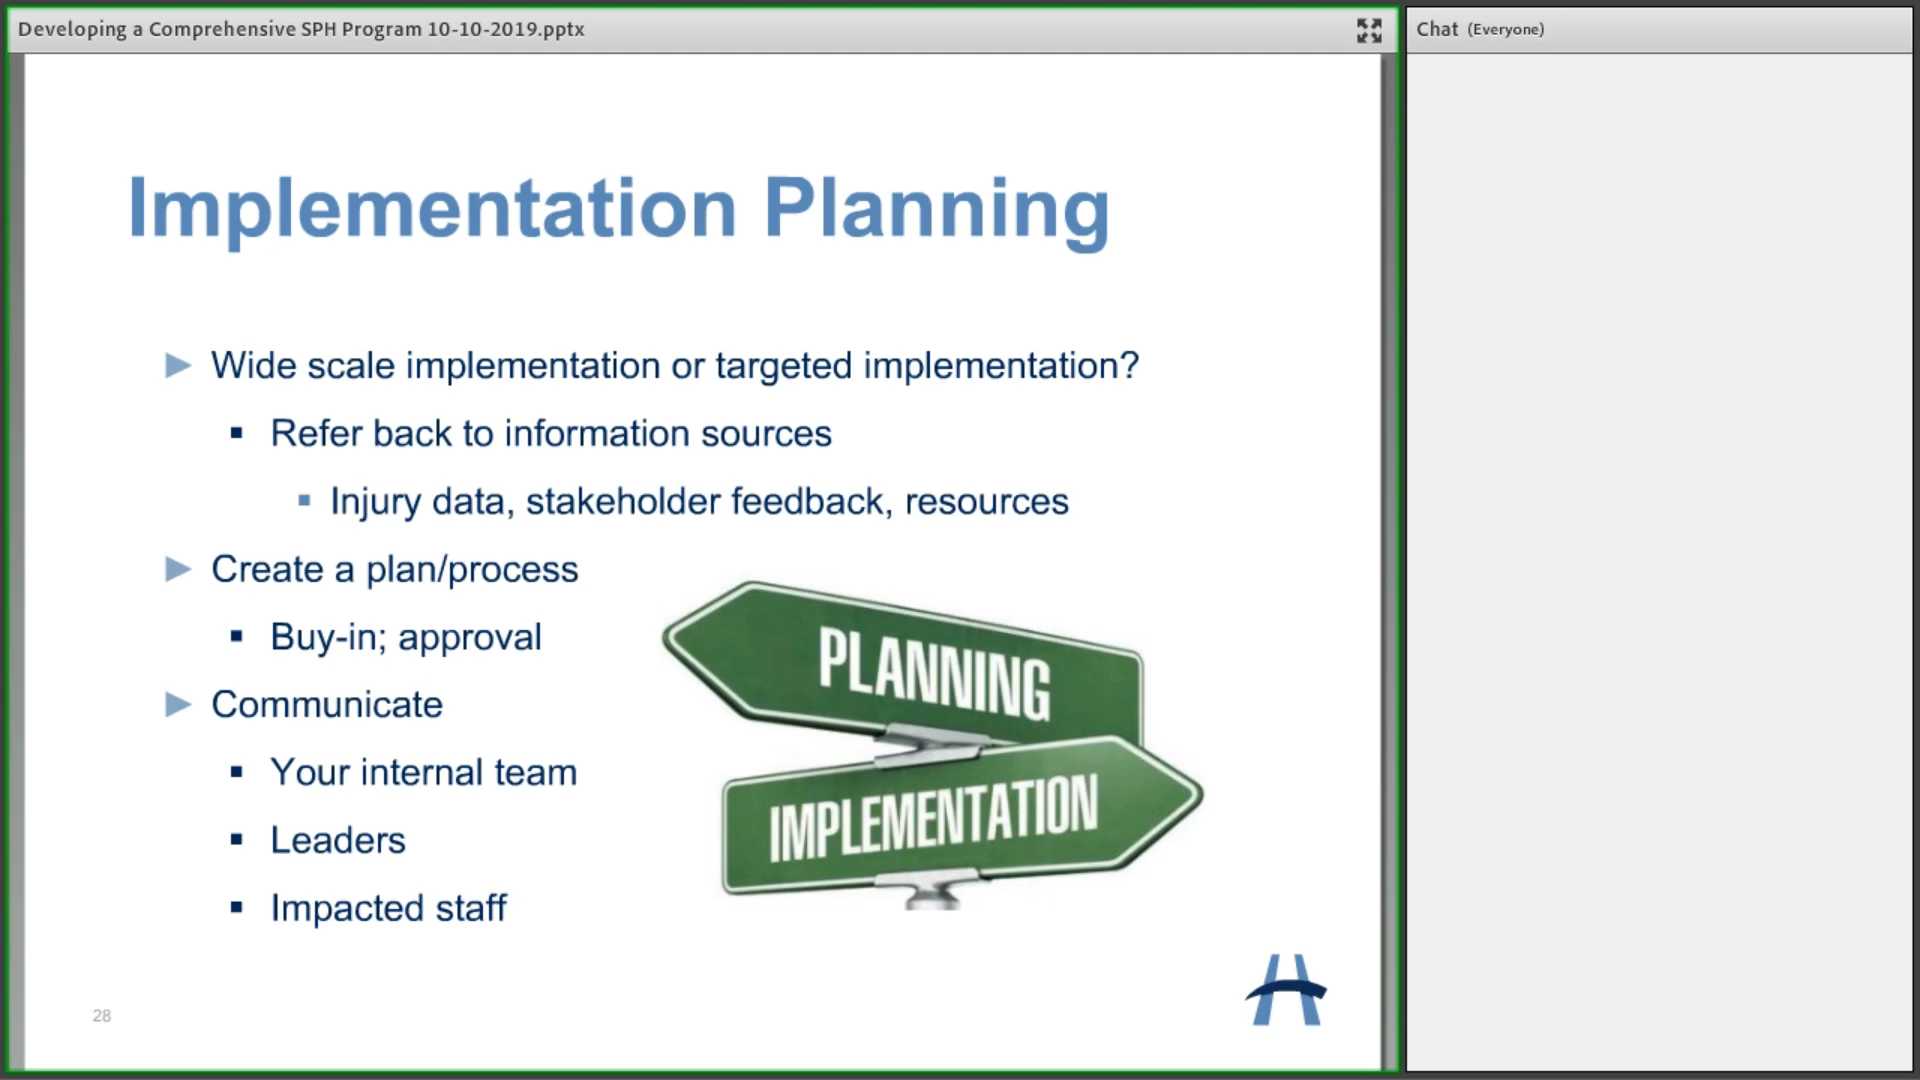 Developing a Comprehensive SPH Program 10-10-2019.pptx
Chat (Everyone)
Implementation Planning
Wide scale implementation or targeted implementation?
Refer back to information sources
Injury data, stakeholder feedback, resources
Create a plan/process
Buy-in; approval
Communicate
Your internal team
Leaders
Impacted staff
PLANNING
IMPLEMENTATION
28